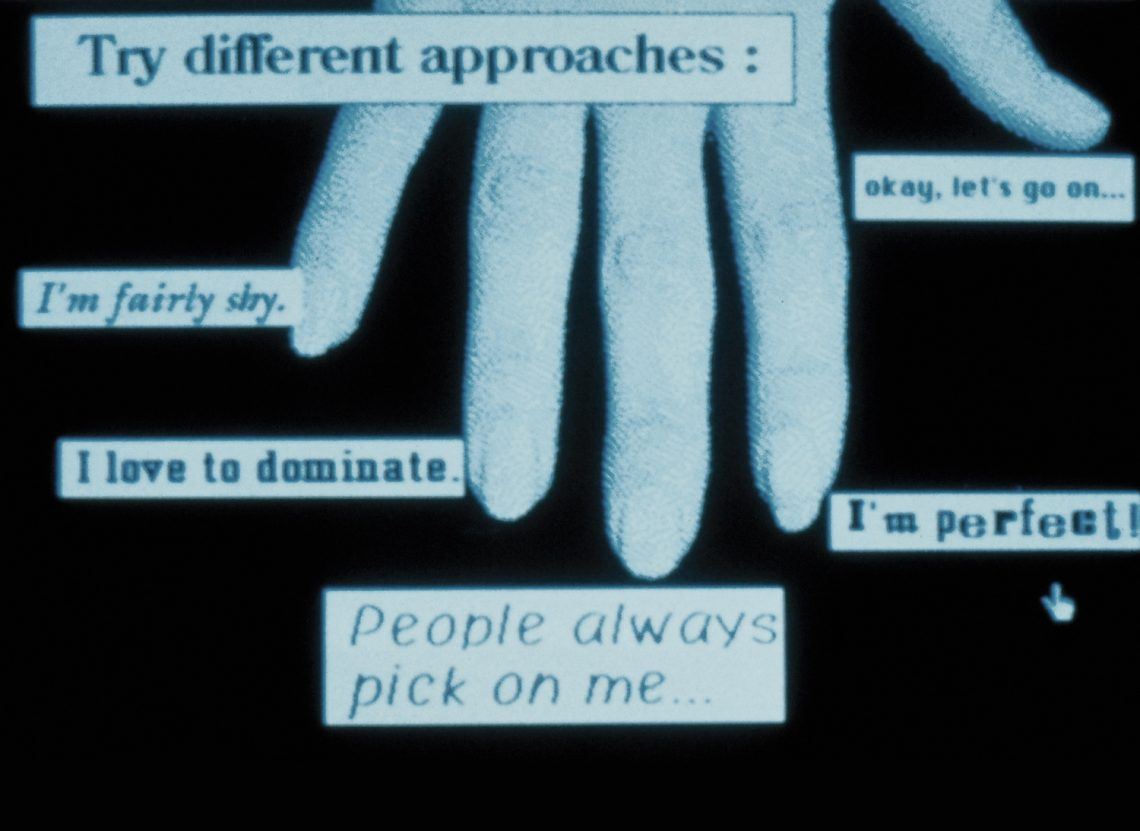 Try different approaches :
okay, let's go on...
I'm fairly shy.
I love to dominate.
I'm perfect!
People always
pick on me...